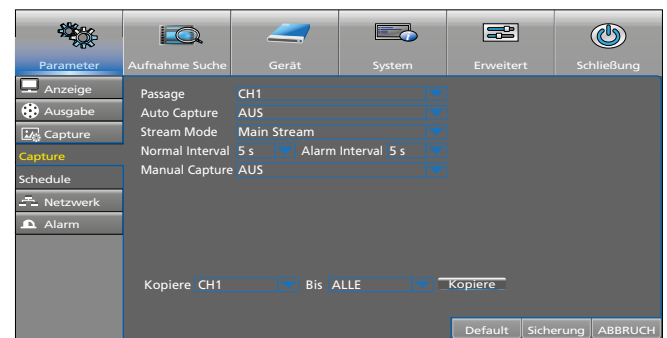 Parameter Aufnahme Suche Gerät System Erweitert Schließung
Anzeige
Ausgabe
Capture
Capture
Schedule
Netzwerk
Alarm
Passage CH1
Auto Capture AUS
Stream Mode Main Stream
Normal Interval 5 s Alarm Interval 5 s
Manual Capture AUS
Kopiere CH1 Bis ALLE Kopiere
Default Sicherung ABBRUCH